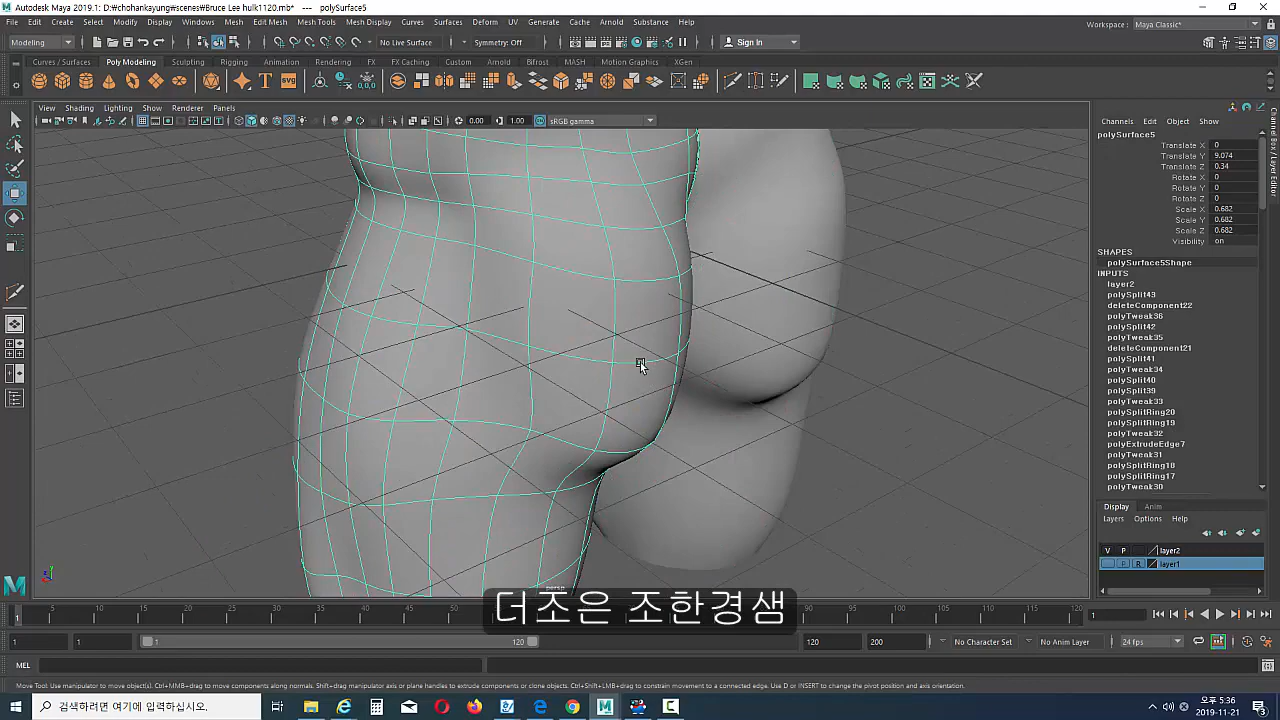 Autodesk Maya 2019.1: D:#chohankayung#scenes#Bruce Lee hulk1120.mb* --- polySurface5
File Edit Create Select Modify Display Windows Mesh Edit Mesh Mesh Tools Mesh Display Curves Surfaces Deform UV Generate Cache Arnold Substance Help
Workspace : Maya Classic*
Modeling No Live Surface Symmetry: Off Sign In
Curves / Surfaces Poly Modeling Sculpting Rigging Animation Rendering FX FX Caching Custom Arnold Bifrost MASH Motion Graphics XGen
View Shading Lighting Show Renderer Panels
0.00 1.00 sRGB gamma
Channels Edit Object Show
polySurface5
Translate X 0
Translate Y 9.074
Translate Z 0.34
Rotate X 0
Rotate Y 0
Rotate Z 0
Scale X 0.682
Scale Y 0.682
Scale Z 0.682
Visibility on
SHAPES
polySurface5Shape
INPUTS
layer2
polySplit43
deleteComponent22
polyTweak36
polySplit42
polyTweak35
deleteComponent21
polySplit41
polyTweak34
polySplit40
polySplit39
polyTweak33
polySplitRing20
polySplitRing19
polyTweak32
polyExtrudeEdge7
polyTweak31
polySplitRing18
polySplitRing17
polyTweak30
Channel Box / Layer Editor
Display Anim
Layers Options Help
V P layer2
P R layer1
persp
더조은 조한경샘
1 1 120 120 200 No Character Set No Anim Layer 24 fps
MEL
Move Tool: Use manipulator to move object(s). Ctrl+MMB+drag to move components along normals. Shift+drag manipulator axis or plane handles to extrude components or clone objects. Ctrl+Shift+drag to constrain movement to a connected edge. Use D or INSERT to change the pivot position and axis orientation.
검색하려면 여기에 입력하십시오.
오후 5:36
2019-11-21